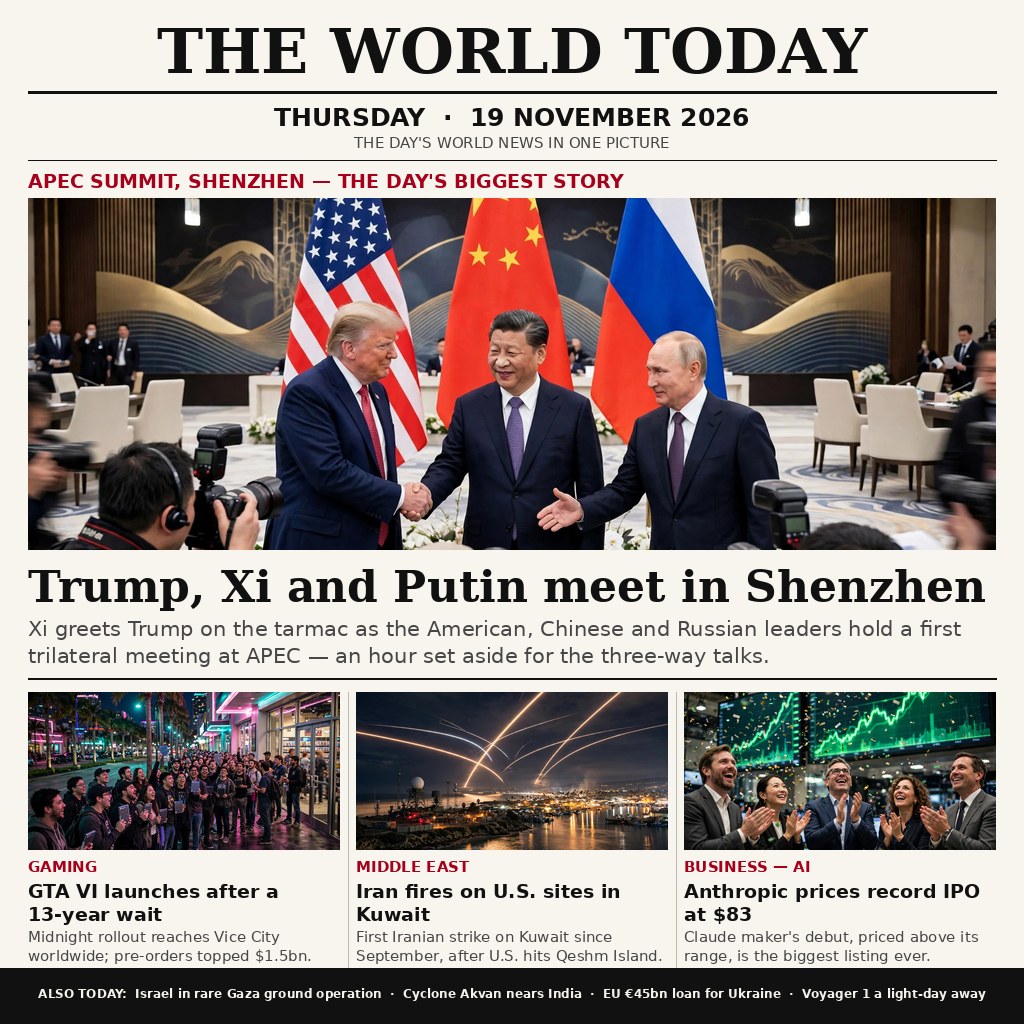 THE WORLD TODAY
THURSDAY · 19 NOVEMBER 2026
THE DAY'S WORLD NEWS IN ONE PICTURE
APEC SUMMIT, SHENZHEN — THE DAY'S BIGGEST STORY
Trump, Xi and Putin meet in Shenzhen
Xi greets Trump on the tarmac as the American, Chinese and Russian leaders hold a first
trilateral meeting at APEC — an hour set aside for the three-way talks.
GAMING
GTA VI launches after a
13-year wait
Midnight rollout reaches Vice City
worldwide; pre-orders topped $1.5bn.
MIDDLE EAST
Iran fires on U.S. sites in
Kuwait
First Iranian strike on Kuwait since
September, after U.S. hits Qeshm Island.
BUSINESS — AI
Anthropic prices record IPO
at $83
Claude maker's debut, priced above its
range, is the biggest listing ever.
ALSO TODAY: Israel in rare Gaza ground operation · Cyclone Akvan nears India · EU €45bn loan for Ukraine · Voyager 1 a light-day away